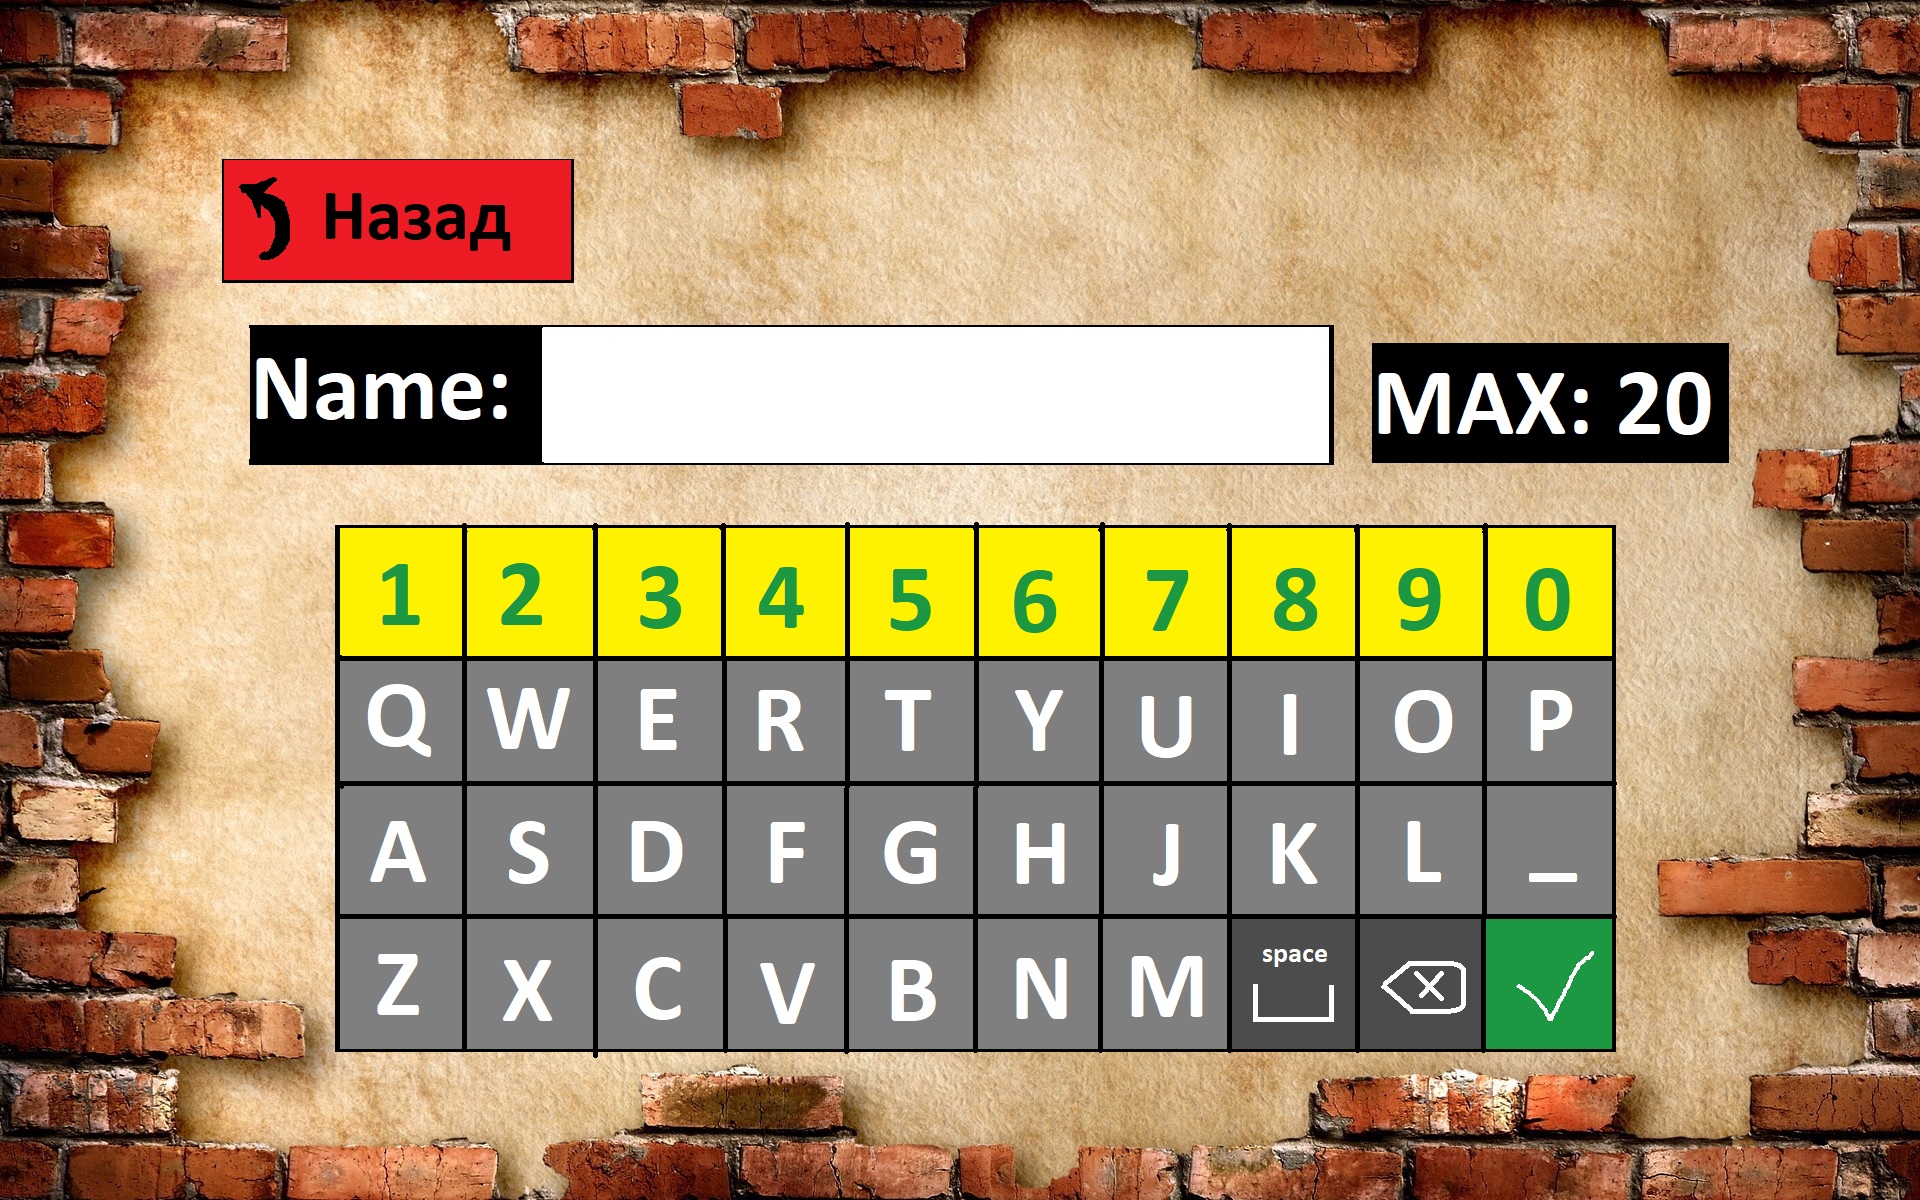 Назад
Name:
MAX: 20
1 2 3 4 5 6 7 8 9 0
Q W E R T Y U I O P
A S D F G H J K L _
Z X C V B N M space